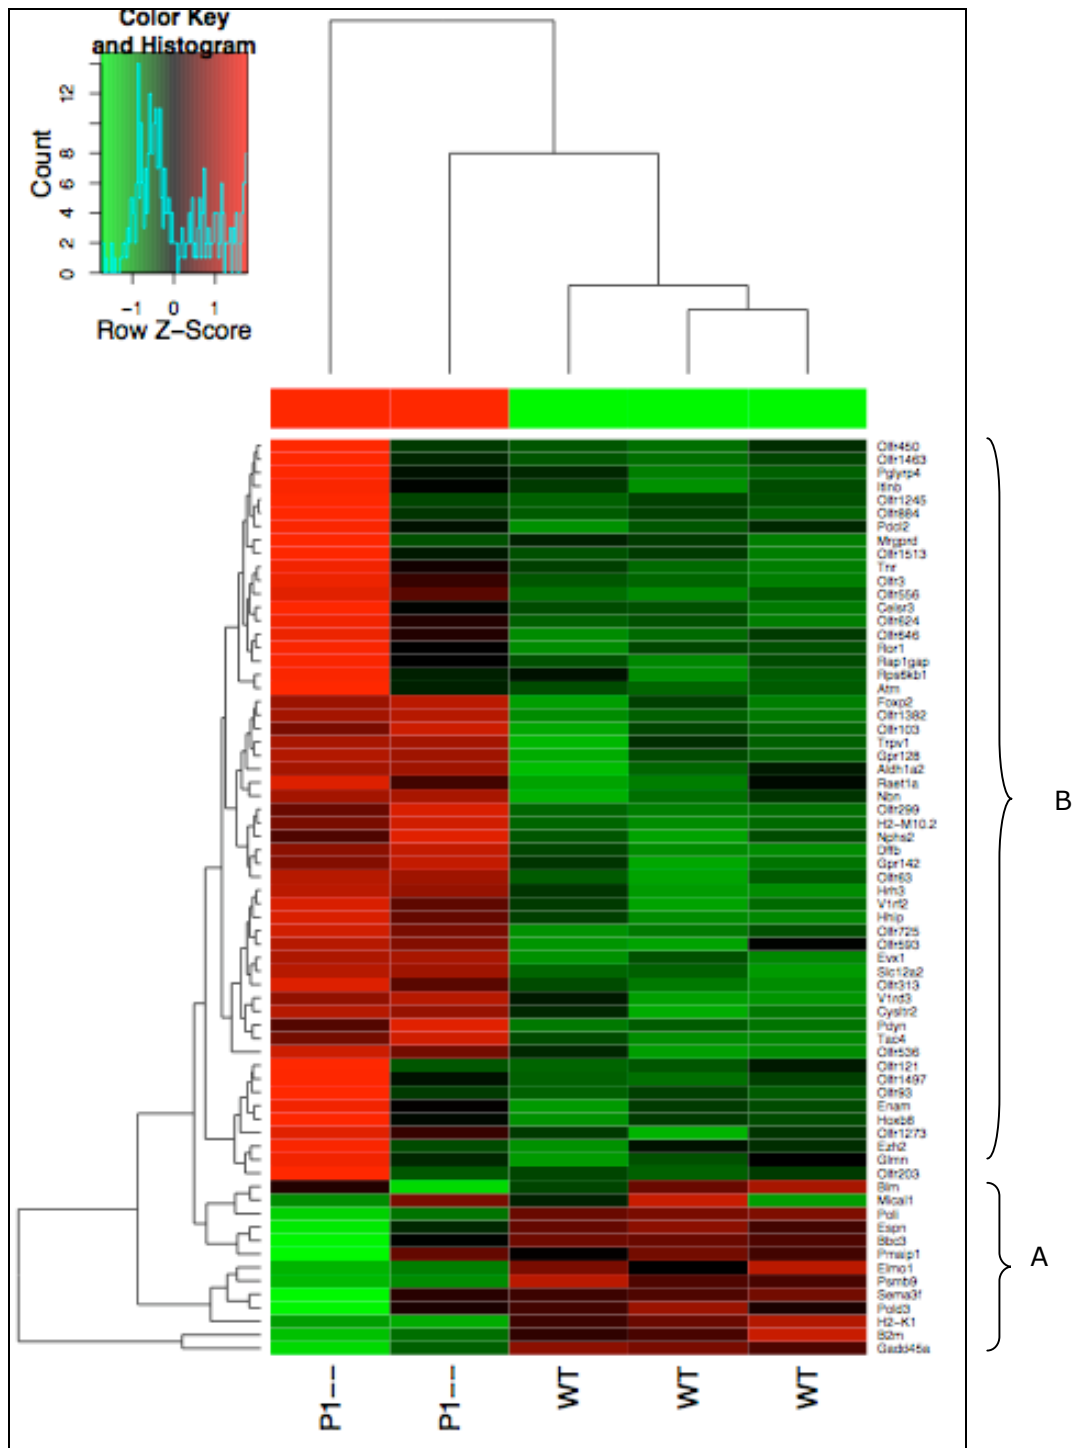 Color Key
and Histogram
Count
0 2 4 6 8 12
−1 0 1
Row Z−Score
Olfr450
Olfr1463
Pglyrp4
Iflnb
Olfr1245
Olfr884
Pdcl2
Mrgprd
Olfr1513
Tnr
Olfr3
Olfr556
Celsr3
Olfr624
Olfr646
Ror1
Rap1gap
Rps6kb1
Atm
Foxp2
Olfr1382
Olfr103
Trpv1
Gpr128
Aldh1a2
Raet1a
Nbn
Olfr299
H2−M10.2
Nphs2
Dffb
Gpr142
Olfr63
Hrh3
V1rf2
Hhip
Olfr725
Olfr593
Evx1
Slc12a2
Olfr313
V1rd3
Cysltr2
Pdyn
Tac4
Olfr536
Olfr121
Olfr1497
Olfr93
Enam
Hoxb8
Olfr1273
Ezh2
Glmn
Olfr203
Blm
Mical1
Poli
Espn
Bbc3
Pmaip1
Elmo1
Psmb9
Sema3f
Pold3
H2−K1
B2m
Gadd45a
B
A
P1−−
P1−−
WT
WT
WT